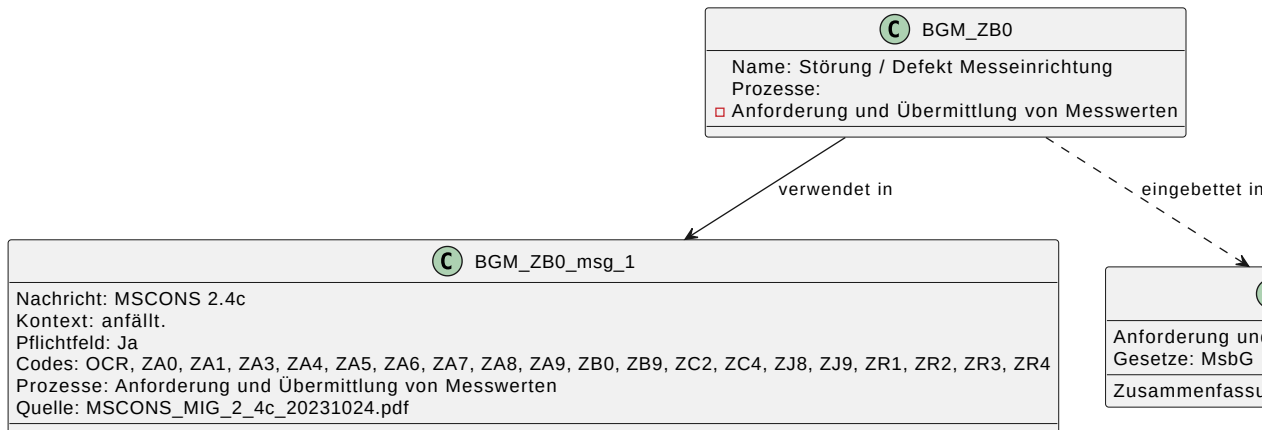 C BGM_ZB0
Name: Störung / Defekt Messeinrichtung
Prozesse:
Anforderung und Übermittlung von Messwerten
verwendet in
eingebettet in
C BGM_ZB0_msg_1
Nachricht: MSCONS 2.4c
Kontext: anfällt.
Pflichtfeld: Ja
Codes: OCR, ZA0, ZA1, ZA3, ZA4, ZA5, ZA6, ZA7, ZA8, ZA9, ZB0, ZB9, ZC2, ZC4, ZJ8, ZJ9, ZR1, ZR2, ZR3, ZR4
Prozesse: Anforderung und Übermittlung von Messwerten
Quelle: MSCONS_MIG_2_4c_20231024.pdf
Anforderung und
Gesetze: MsbG